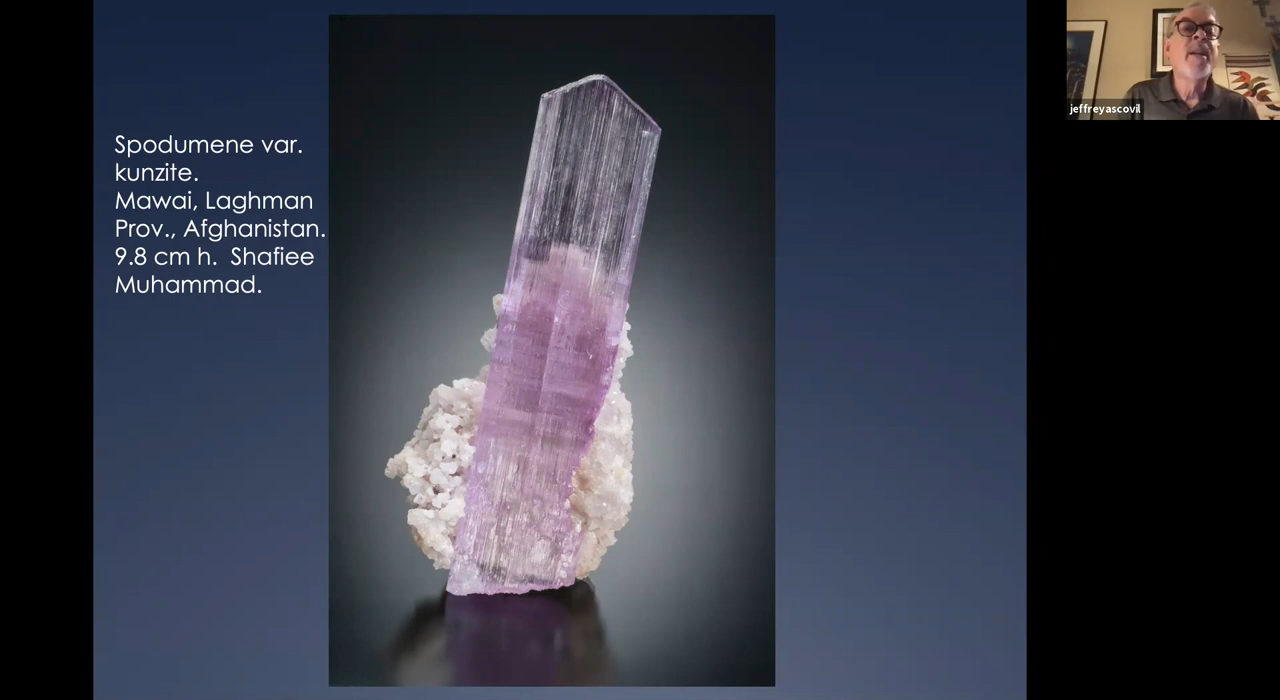 Spodumene var.
kunzite.
Mawai, Laghman
Prov., Afghanistan.
9.8 cm h.  Shafiee
Muhammad.
jeffreyascovil